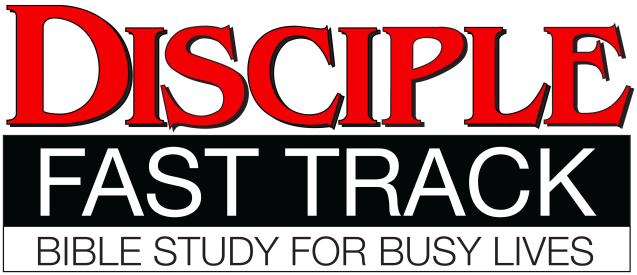 DISCIPLE
FAST TRACK
BIBLE STUDY FOR BUSY LIVES